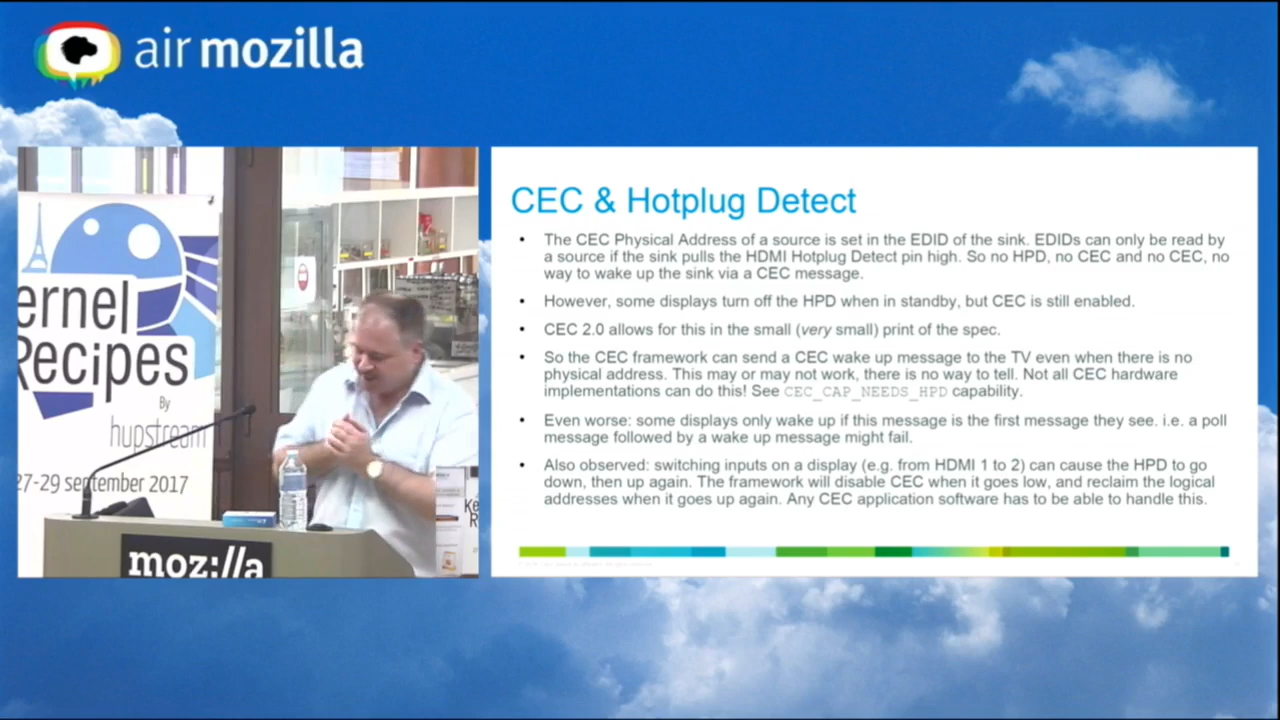 air mozilla
ernel
Recipes
By
hupstream
27-29 september 2017
moz://a
Ke
R
CEC & Hotplug Detect
• The CEC Physical Address of a source is set in the EDID of the sink. EDIDs can only be read by
a source if the sink pulls the HDMI Hotplug Detect pin high. So no HPD, no CEC and no CEC, no
way to wake up the sink via a CEC message.
• However, some displays turn off the HPD when in standby, but CEC is still enabled.
• CEC 2.0 allows for this in the small (very small) print of the spec.
• So the CEC framework can send a CEC wake up message to the TV even when there is no
physical address. This may or may not work, there is no way to tell. Not all CEC hardware
implementations can do this! See CEC_CAP_NEEDS_HPD capability.
• Even worse: some displays only wake up if this message is the first message they see. i.e. a poll
message followed by a wake up message might fail.
• Also observed: switching inputs on a display (e.g. from HDMI 1 to 2) can cause the HPD to go
down, then up again. The framework will disable CEC when it goes low, and reclaim the logical
addresses when it goes up again. Any CEC application software has to be able to handle this.